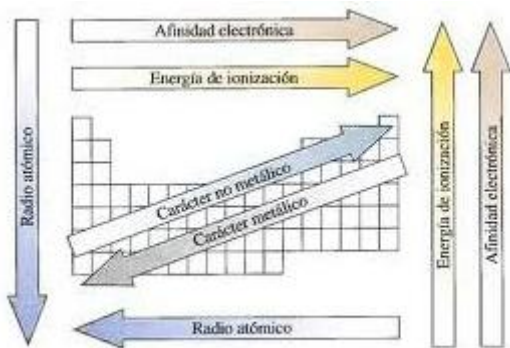 Afinidad electrónica
Energía de ionización
Radio atómico
Carácter no metálico
Carácter metálico
Energía de ionización
Afinidad electrónica
Radio atómico